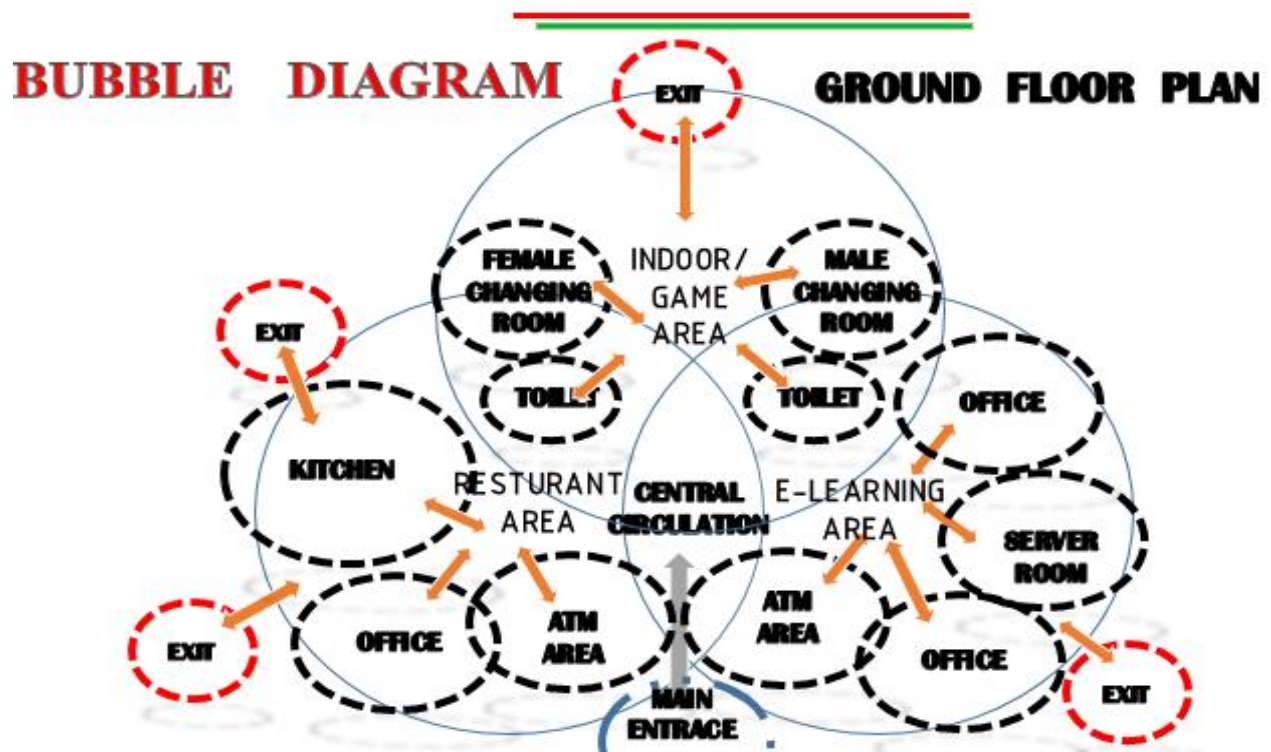 BUBBLE DIAGRAM
GROUND FLOOR PLAN
EXIT
FEMALE
CHANGING
ROOM
INDOOR/
GAME
AREA
MALE
CHANGING
ROOM
EXIT
TOILET
TOILET
OFFICE
KITCHEN
RESTURANT
AREA
CENTRAL
CIRCULATION
E-LEARNING
AREA
SERVER
ROOM
EXIT
OFFICE
ATM
AREA
ATM
AREA
OFFICE
EXIT
MAIN
ENTRACE